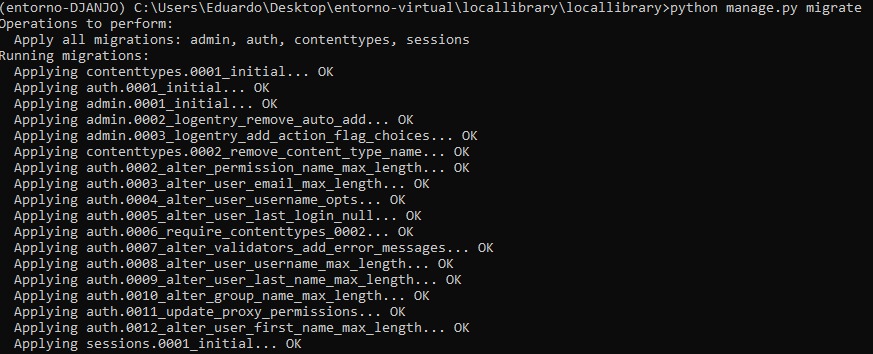 (entorno-DJANJO) C:\Users\Eduardo\Desktop\entorno-virtual\locallibrary\locallibrary>python manage.py migrate
Operations to perform:
  Apply all migrations: admin, auth, contenttypes, sessions
Running migrations:
  Applying contenttypes.0001_initial... OK
  Applying auth.0001_initial... OK
  Applying admin.0001_initial... OK
  Applying admin.0002_logentry_remove_auto_add... OK
  Applying admin.0003_logentry_add_action_flag_choices... OK
  Applying contenttypes.0002_remove_content_type_name... OK
  Applying auth.0002_alter_permission_name_max_length... OK
  Applying auth.0003_alter_user_email_max_length... OK
  Applying auth.0004_alter_user_username_opts... OK
  Applying auth.0005_alter_user_last_login_null... OK
  Applying auth.0006_require_contenttypes_0002... OK
  Applying auth.0007_alter_validators_add_error_messages... OK
  Applying auth.0008_alter_user_username_max_length... OK
  Applying auth.0009_alter_user_last_name_max_length... OK
  Applying auth.0010_alter_group_name_max_length... OK
  Applying auth.0011_update_proxy_permissions... OK
  Applying auth.0012_alter_user_first_name_max_length... OK
  Applying sessions.0001_initial... OK